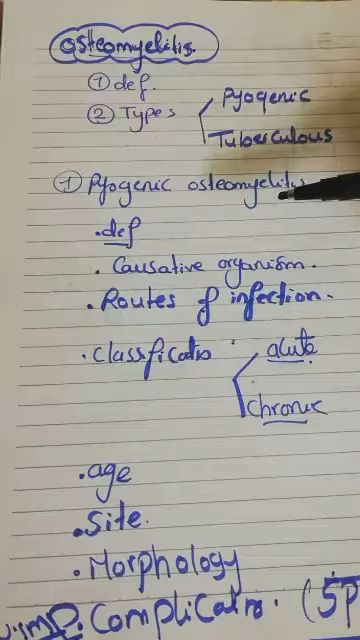 Osteomyelitis.
① def.
② Types
Pyogenic
Tuberculous
① Pyogenic osteomyelitis
. def
. Causative organism.
. Routes of infection.
. Classificatio
acute
chronic
. age
. Site.
. Morphology
. imp. Complicatio. (5